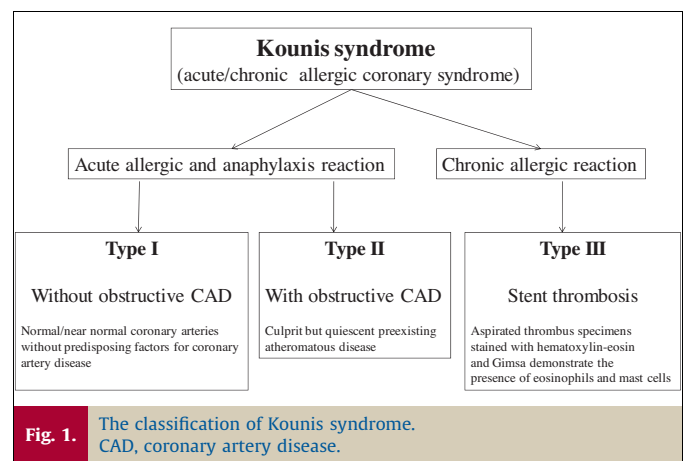 Kounis syndrome
(acute/chronic allergic coronary syndrome)
Acute allergic and anaphylaxis reaction
Chronic allergic reaction
Type I
Without obstructive CAD
Normal/near normal coronary arteries
without predisposing factors for coronary
artery disease
Type II
With obstructive CAD
Culprit but quiescent preexisting
atheromatous disease
Type III
Stent thrombosis
Aspirated thrombus specimens
stained with hematoxylin-eosin
and Gimsa demonstrate the
presence of eosinophils and mast cells
Fig. 1.
The classification of Kounis syndrome.
CAD, coronary artery disease.